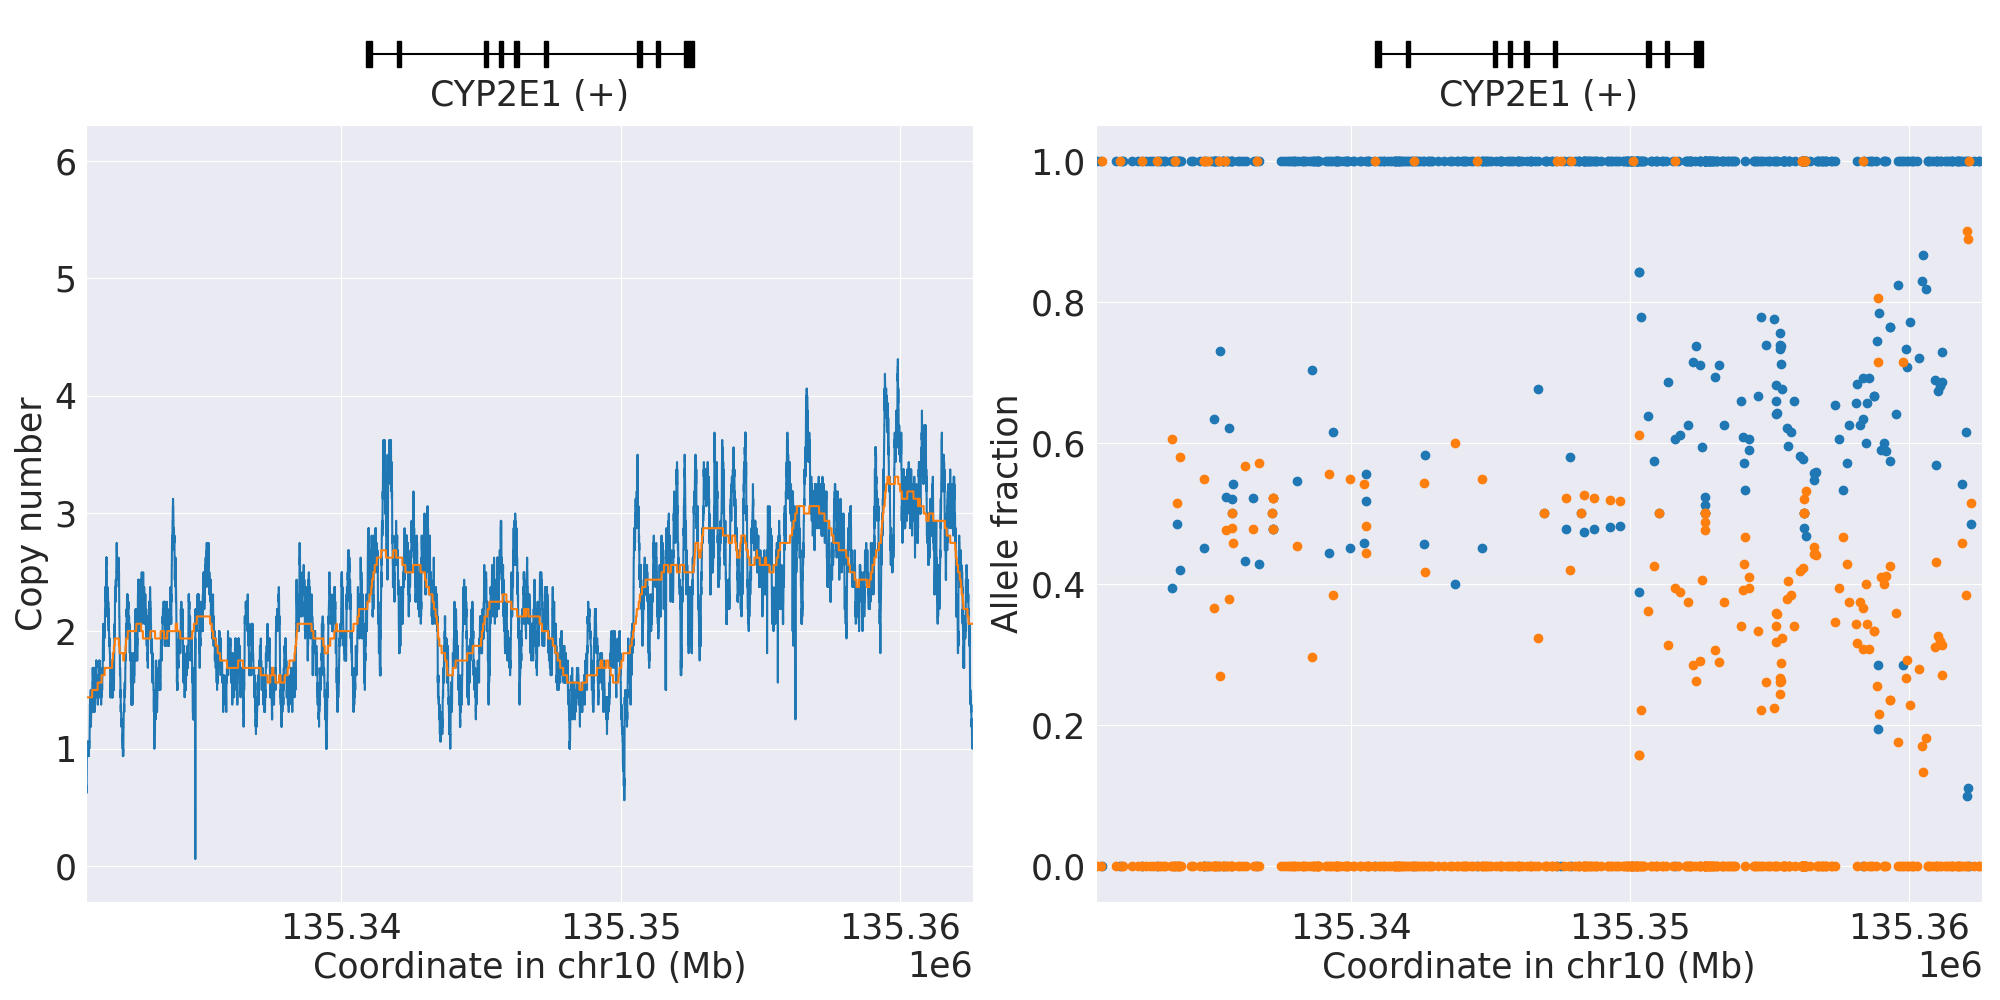 CYP2E1 (+)
6
5
4
3
2
1
0
Copy number
135.34 135.35 135.36
Coordinate in chr10 (Mb)
1e6
CYP2E1 (+)
1.0
0.8
0.6
0.4
0.2
0.0
Allele fraction
135.34 135.35 135.36
Coordinate in chr10 (Mb)
1e6